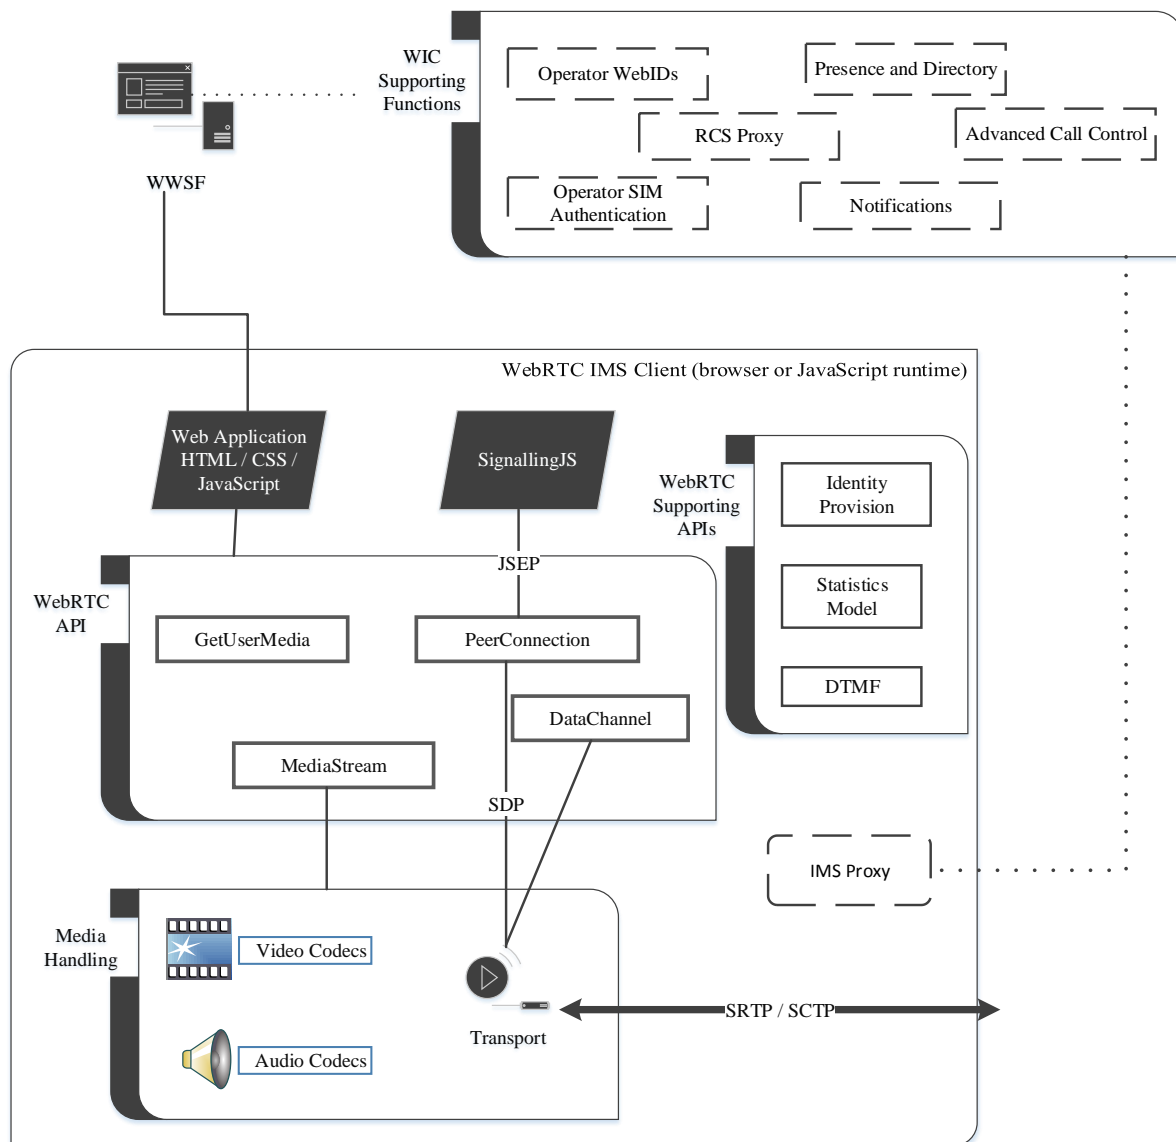 WIC
Supporting
Functions
Operator WebIDs
Presence and Directory
RCS Proxy
Advanced Call Control
Operator SIM
Authentication
Notifications
WWSF
WebRTC IMS Client (browser or JavaScript runtime)
Web Application
HTML / CSS /
JavaScript
SignallingJS
WebRTC
Supporting
APIs
Identity
Provision
Statistics
Model
DTMF
JSEP
WebRTC
API
GetUserMedia
PeerConnection
DataChannel
MediaStream
SDP
IMS Proxy
Media
Handling
Video Codecs
Audio Codecs
Transport
SRTP / SCTP